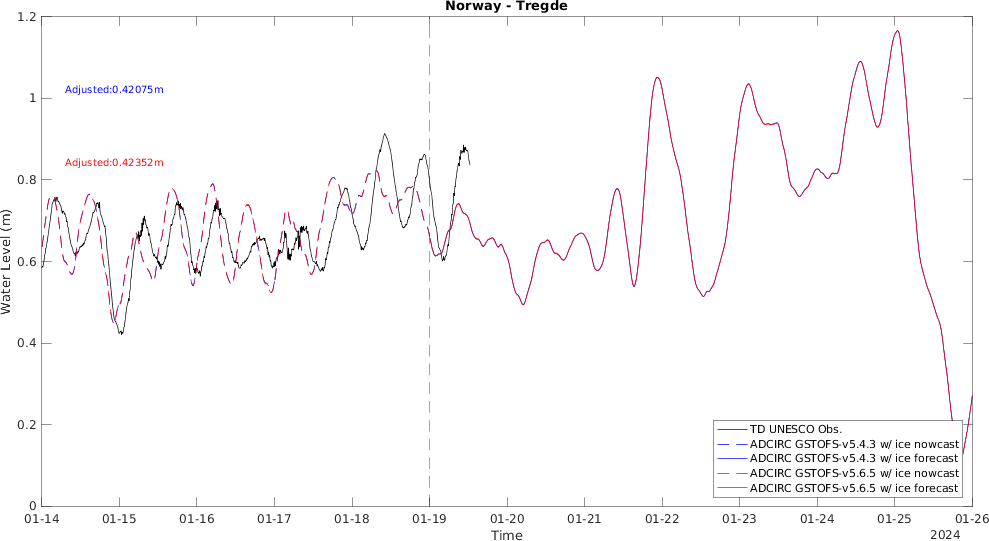 Norway - Tregde
1.2
1
0.8
0.6
0.4
0.2
0
Water Level (m)
Adjusted:0.42075m
Adjusted:0.42352m
TD UNESCO Obs.
ADCIRC GSTOFS-v5.4.3 w/ ice nowcast
ADCIRC GSTOFS-v5.4.3 w/ ice forecast
ADCIRC GSTOFS-v5.6.5 w/ ice nowcast
ADCIRC GSTOFS-v5.6.5 w/ ice forecast
01-14 01-15 01-16 01-17 01-18 01-19 01-20 01-21 01-22 01-23 01-24 01-25 01-26
Time
2024